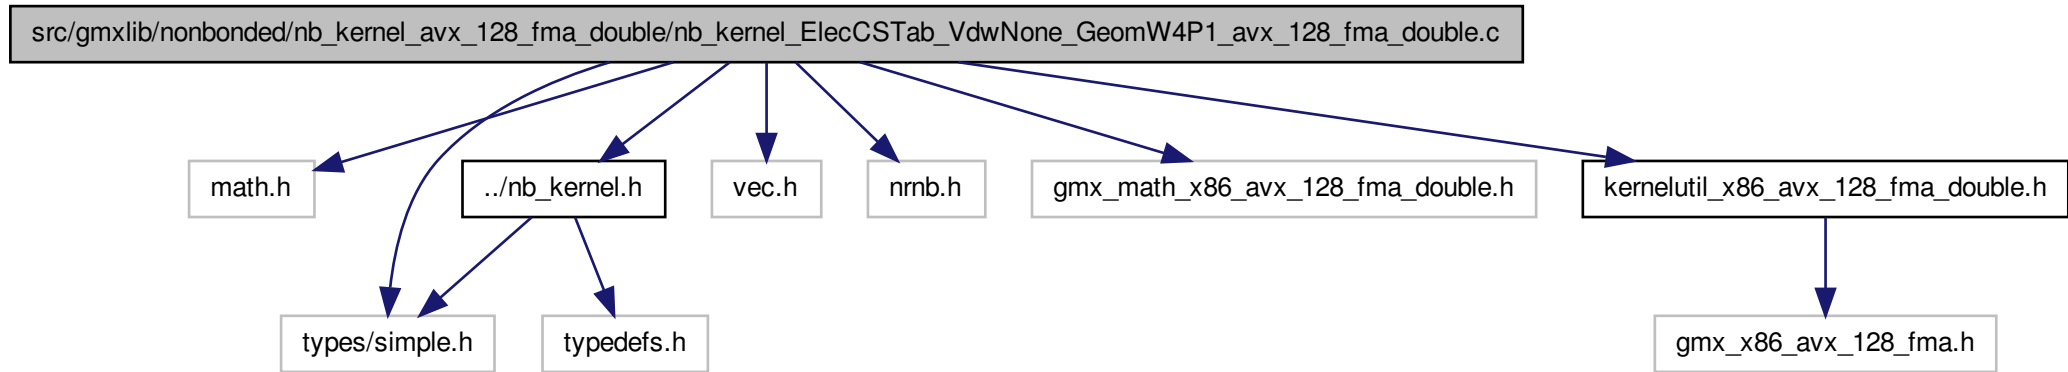 src/gmxlib/nonbonded/nb_kernel_avx_128_fma_double/nb_kernel_ElecCSTab_VdwNone_GeomW4P1_avx_128_fma_double.c
math.h
../nb_kernel.h
vec.h
nrnb.h
gmx_math_x86_avx_128_fma_double.h
kernelutil_x86_avx_128_fma_double.h
types/simple.h
typedefs.h
gmx_x86_avx_128_fma.h